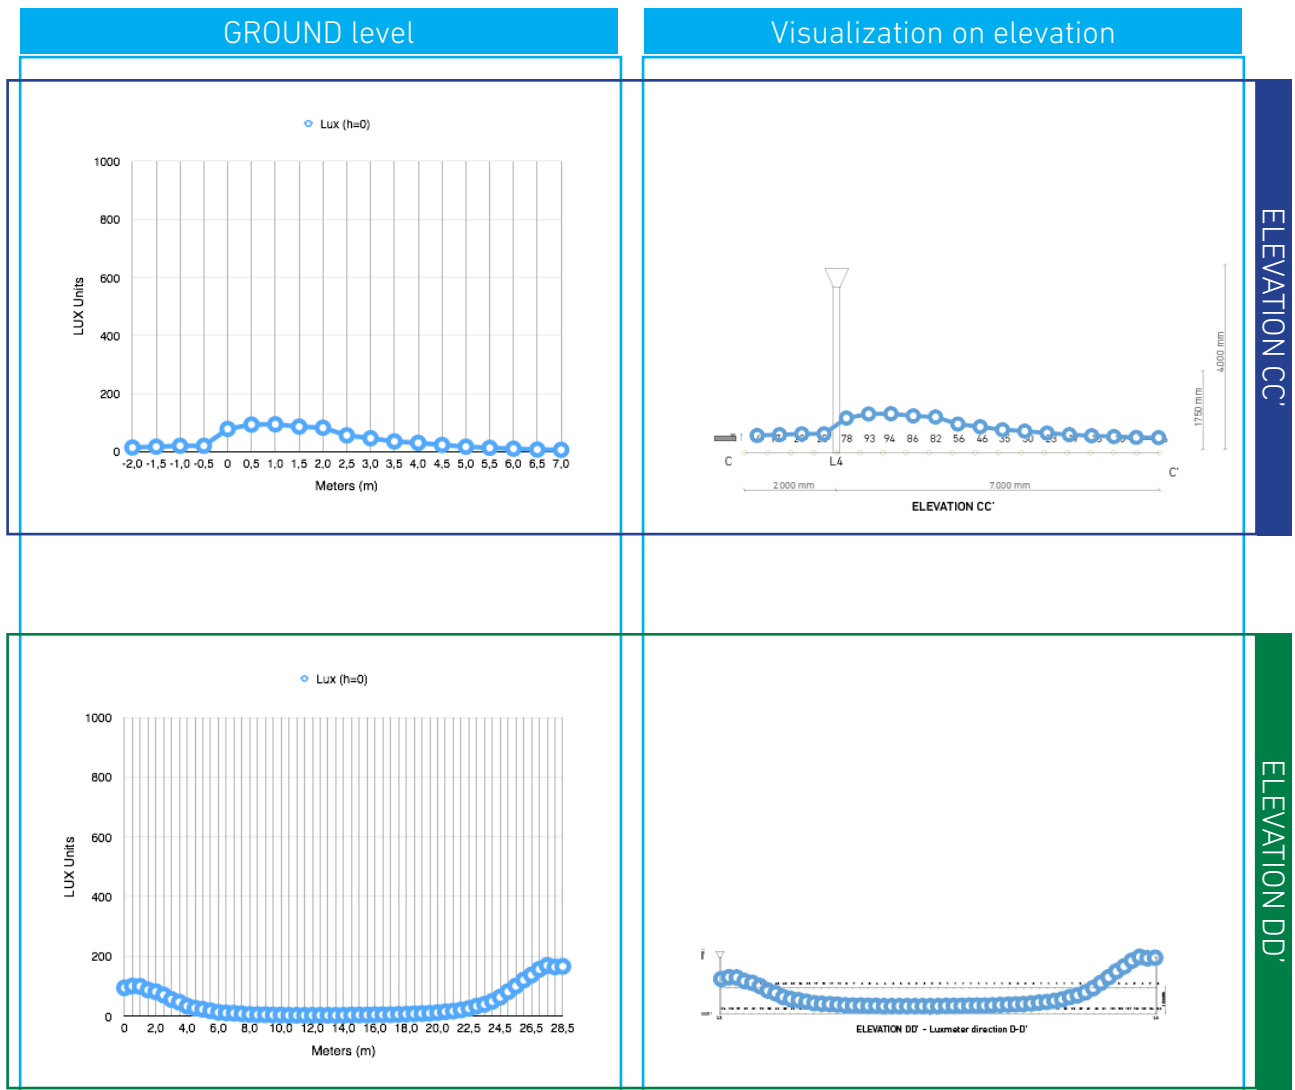 GROUND level
Visualization on elevation
Lux (h=0)
1000
800
600
400
200
0
LUX Units
-2,0 -1,5 -1,0 -0,5 0 0,5 1,0 1,5 2,0 2,5 3,0 3,5 4,0 4,5 5,0 5,5 6,0 6,5 7,0
Meters (m)
78 93 94 86 82 56 46 35
C
L4
C'
2.000 mm
7.000 mm
1750 mm
4.000 mm
ELEVATION CC'
ELEVATION CC'
Lux (h=0)
1000
800
600
400
200
0
LUX Units
0 2,0 4,0 6,0 8,0 10,0 12,0 14,0 16,0 18,0 20,0 22,5 24,5 26,5 28,5
Meters (m)
ELEVATION DD' - Luxmeter direction D-D'
ELEVATION DD'